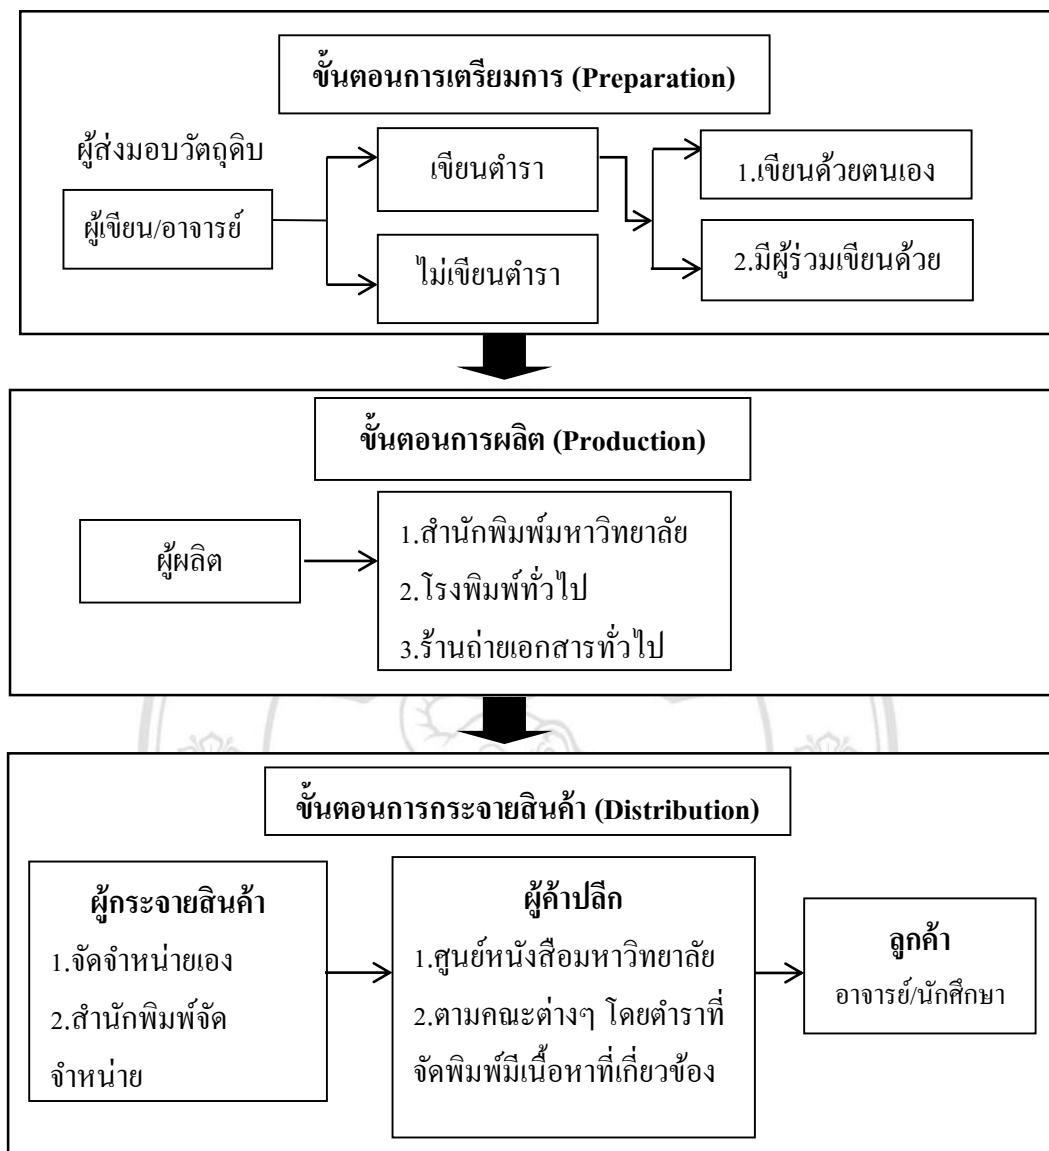 ขั้นตอนการเตรียมการ (Preparation)
ผู้ส่งมอบวัตถุดิบ
ผู้เขียน/อาจารย์
เขียนตำรา
ไม่เขียนตำรา
1.เขียนด้วยตนเอง
2.มีผู้ร่วมเขียนด้วย
ขั้นตอนการผลิต (Production)
ผู้ผลิต
1.สำนักพิมพ์มหาวิทยาลัย
2.โรงพิมพ์ทั่วไป
3.ร้านถ่ายเอกสารทั่วไป
ขั้นตอนการกระจายสินค้า (Distribution)
ผู้กระจายสินค้า
1.จัดจำหน่ายเอง
2.สำนักพิมพ์จัด
จำหน่าย
ผู้ค้าปลีก
1.ศูนย์หนังสือมหาวิทยาลัย
2.ตามคณะต่างๆ โดยตำราที่
จัดพิมพ์มีเนื้อหาที่เกี่ยวข้อง
ลูกค้า
อาจารย์/นักศึกษา